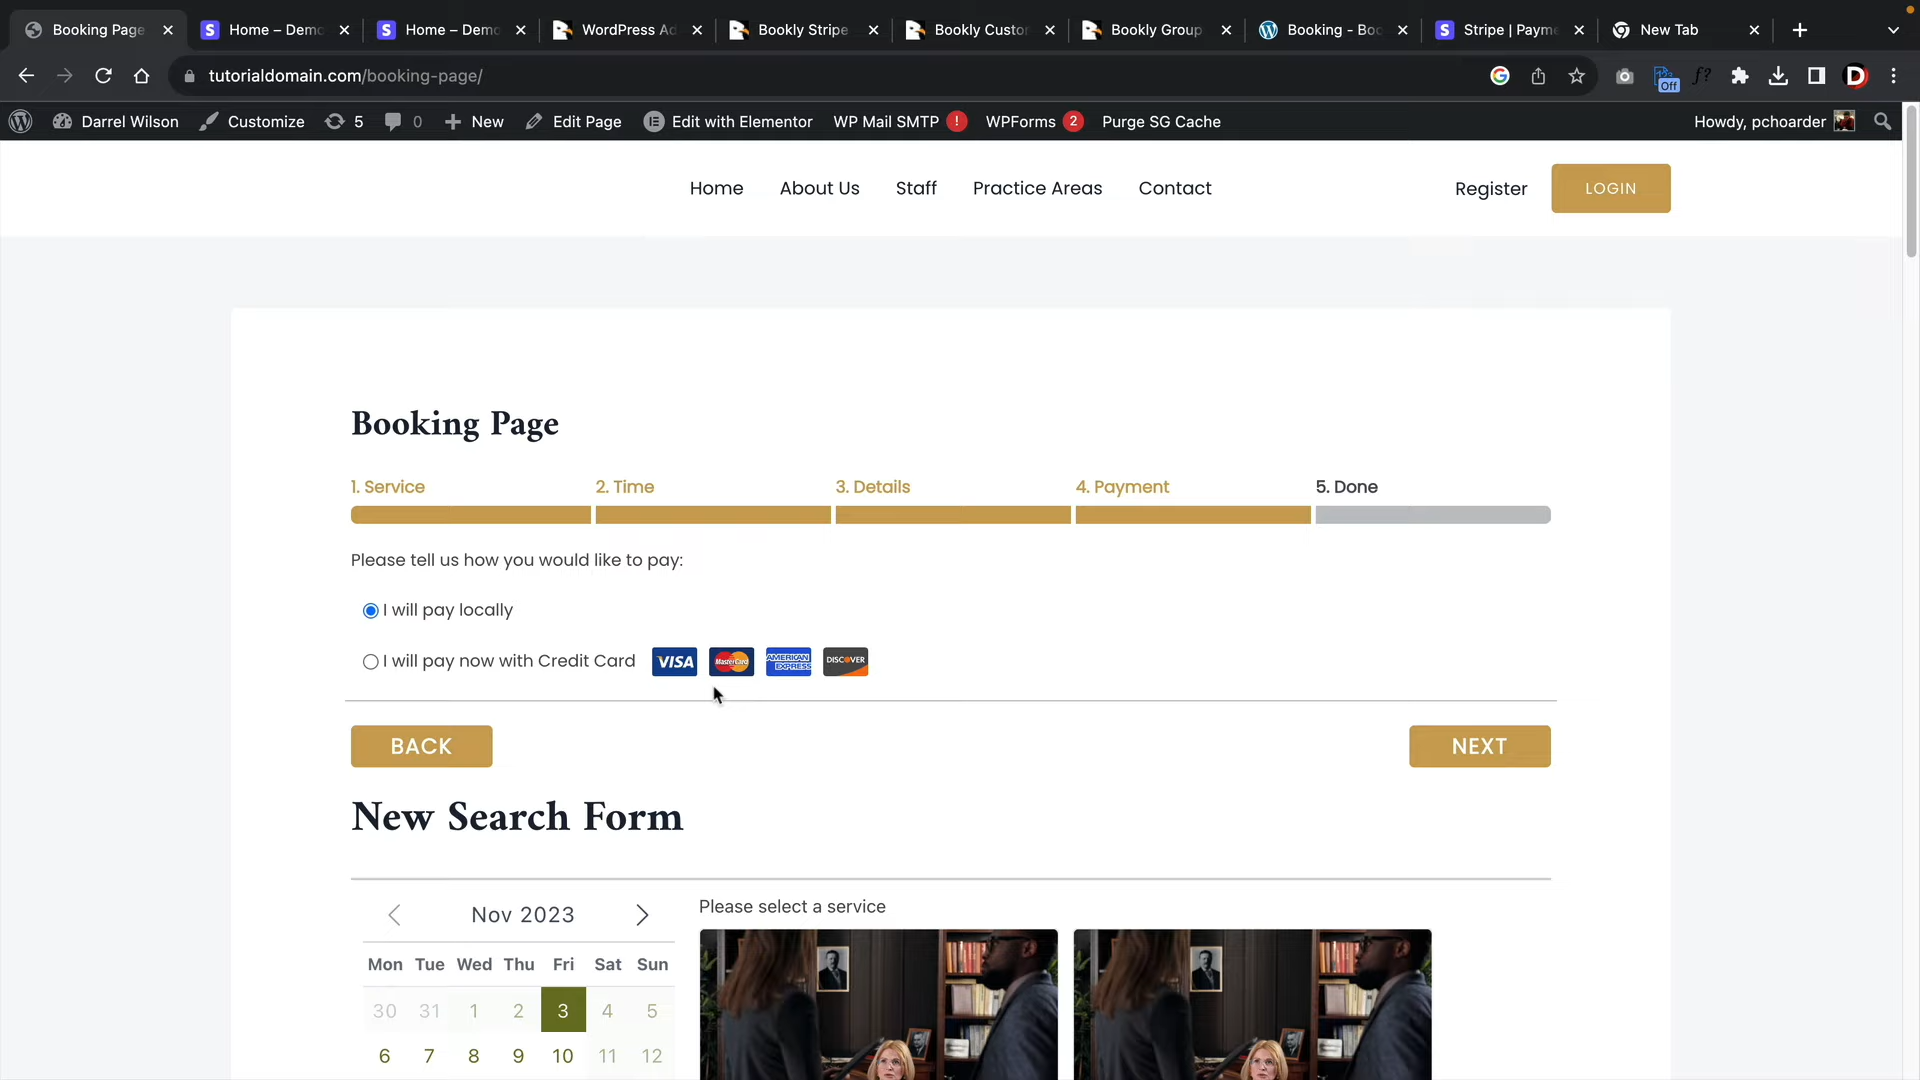 Booking Page
Home – Demo
Home – Demo
WordPress Ad
Bookly Stripe
Bookly Custo
Bookly Group
Booking - Boo
Stripe | Payme
New Tab
tutorialdomain.com/booking-page/
Off
f?
D
Darrel Wilson
Customize
5
0
New
Edit Page
Edit with Elementor
WP Mail SMTP !
WPForms 2
Purge SG Cache
Howdy, pchoarder
Home
About Us
Staff
Practice Areas
Contact
Register
LOGIN
Booking Page
1. Service
2. Time
3. Details
4. Payment
5. Done
Please tell us how you would like to pay:
I will pay locally
I will pay now with Credit Card
VISA
MasterCard
AMERICAN EXPRESS
DISCOVER
BACK
NEXT
New Search Form
Nov 2023
Please select a service
Mon Tue Wed Thu Fri Sat Sun
30 31 1 2 3 4 5
6 7 8 9 10 11 12